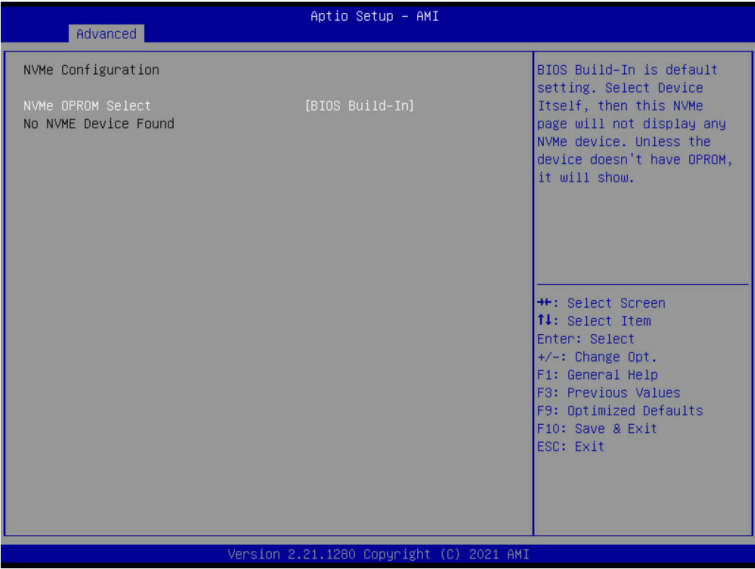 Aptio Setup – AMI
Advanced
NVMe Configuration
NVMe OPROM Select [BIOS Build-In]
No NVME Device Found
BIOS Build-In is default
setting. Select Device
Itself, then this NVMe
page will not display any
NVMe device. Unless the
device doesn't have OPROM,
it will show.
→←: Select Screen
↑↓: Select Item
Enter: Select
+/-: Change Opt.
F1: General Help
F3: Previous Values
F9: Optimized Defaults
F10: Save & Exit
ESC: Exit
Version 2.21.1280 Copyright (C) 2021 AMI